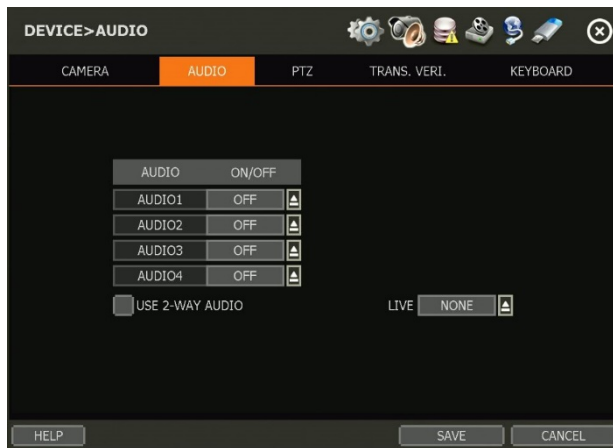 DEVICE>AUDIO
CAMERA AUDIO PTZ TRANS. VERI. KEYBOARD
AUDIO ON/OFF
AUDIO1 OFF
AUDIO2 OFF
AUDIO3 OFF
AUDIO4 OFF
USE 2-WAY AUDIO LIVE NONE
HELP SAVE CANCEL